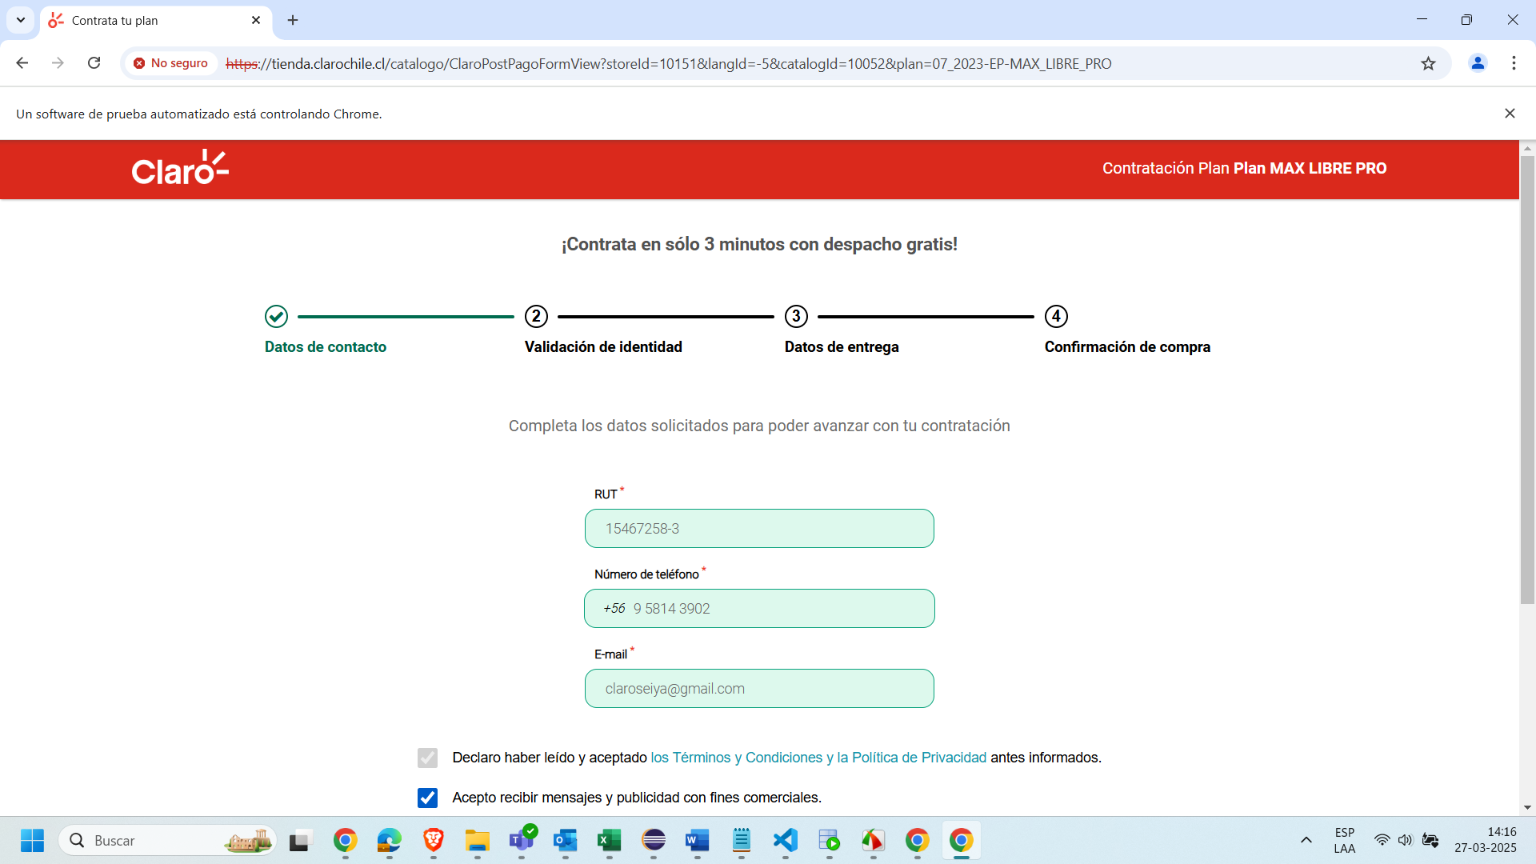 Contrata tu plan
No seguro
https://tienda.clarochile.cl/catalogo/ClaroPostPagoFormView?storeId=10151&langId=-5&catalogId=10052&plan=07_2023-EP-MAX_LIBRE_PRO
Un software de prueba automatizado está controlando Chrome.
Claro
Contratación Plan Plan MAX LIBRE PRO
¡Contrata en sólo 3 minutos con despacho gratis!
2
3
4
Datos de contacto
Validación de identidad
Datos de entrega
Confirmación de compra
Completa los datos solicitados para poder avanzar con tu contratación
RUT *
15467258-3
Número de teléfono *
+56 9 5814 3902
E-mail *
claroseiya@gmail.com
Declaro haber leído y aceptado los Términos y Condiciones y la Política de Privacidad antes informados.
Acepto recibir mensajes y publicidad con fines comerciales.
Buscar
ESP
LAA
14:16
27-03-2025